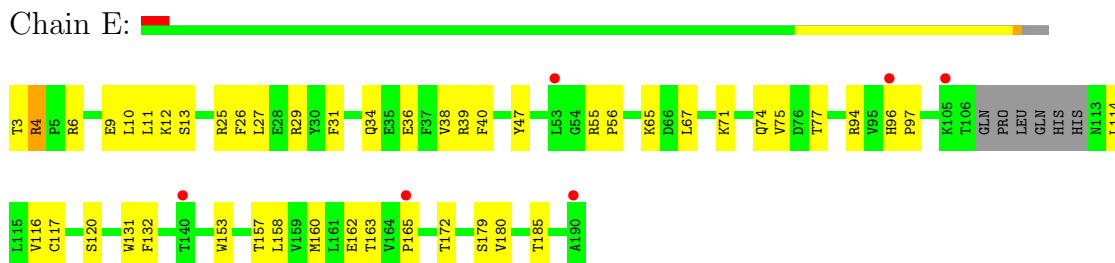 Chain E:
T3 R4 P5 R6 E9 L10 L11 K12 S13 R25 F26 L27 E28 R29 Y30 F31 Q34 E35 E36 F37 V38 R39 F40 Y47 L53 G54 R55 P56 K65 D66 L67 K71 Q74 V75 D76 T77 R94 V95 H96 P97 K105 T106 GLN PRO LEU GLN HIS HIS N113 L114
L115 V116 C117 S120 W131 F132 T140 W153 T157 L158 V159 M160 L161 E162 T163 V164 P165 T172 S179 V180 T185 A190